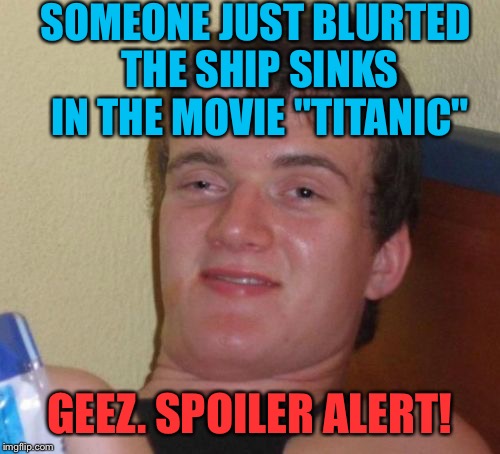 SOMEONE JUST BLURTED
THE SHIP SINKS
IN THE MOVIE "TITANIC"
GEEZ. SPOILER ALERT!
imgflip.com